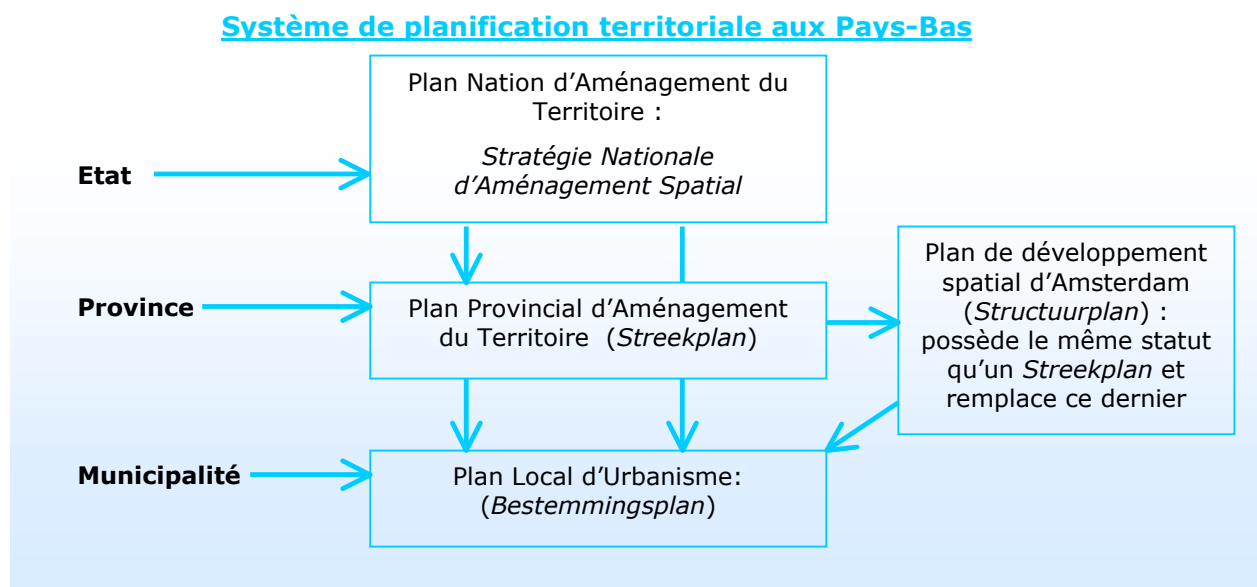 Système de planification territoriale aux Pays-Bas
Plan Nation d’Aménagement du
Territoire :
Stratégie Nationale
d’Aménagement Spatial
Etat
Plan de développement
spatial d’Amsterdam
(Structuurplan) :
possède le même statut
qu’un Streekplan et
remplace ce dernier
Province
Plan Provincial d’Aménagement
du Territoire (Streekplan)
Municipalité
Plan Local d’Urbanisme:
(Bestemmingsplan)